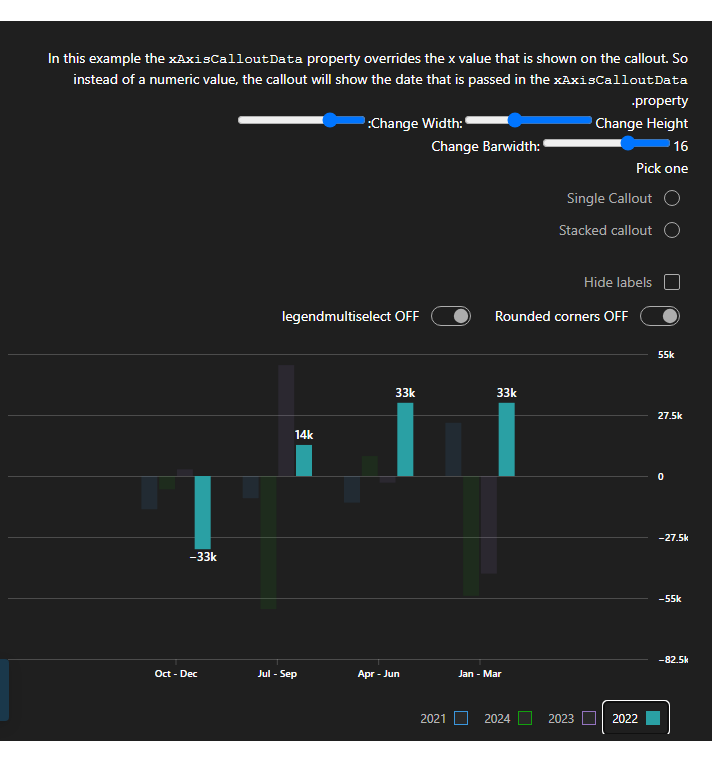 In this example the xAxisCalloutData property overrides the x value that is shown on the callout. So
instead of a numeric value, the callout will show the date that is passed in the xAxisCalloutData
.property
:Change Width: Change Height
Change Barwidth: 16
Pick one
Single Callout
Stacked callout
Hide labels
legendmultiselect OFF Rounded corners OFF
55k
33k 33k
27.5k
14k
0
−27.5k
−33k
−55k
−82.5k
Oct - Dec Jul - Sep Apr - Jun Jan - Mar
2021 2024 2023 2022